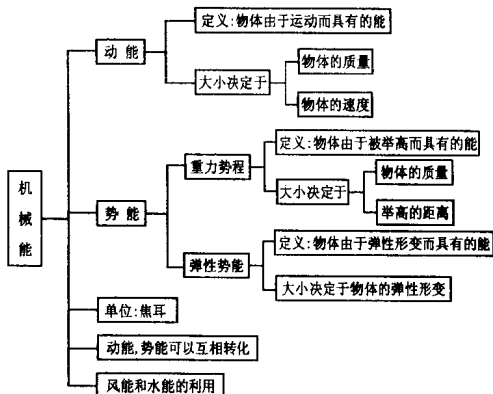 机械能
动能
定义:物体由于运动而具有的能
大小决定于
物体的质量
物体的速度
势能
重力势程
定义:物体由于被举高而具有的能
大小决定于
物体的质量
举高的距离
弹性势能
定义:物体由于弹性形变而具有的能
大小决定于物体的弹性形变
单位:焦耳
动能,势能可以互相转化
风能和水能的利用